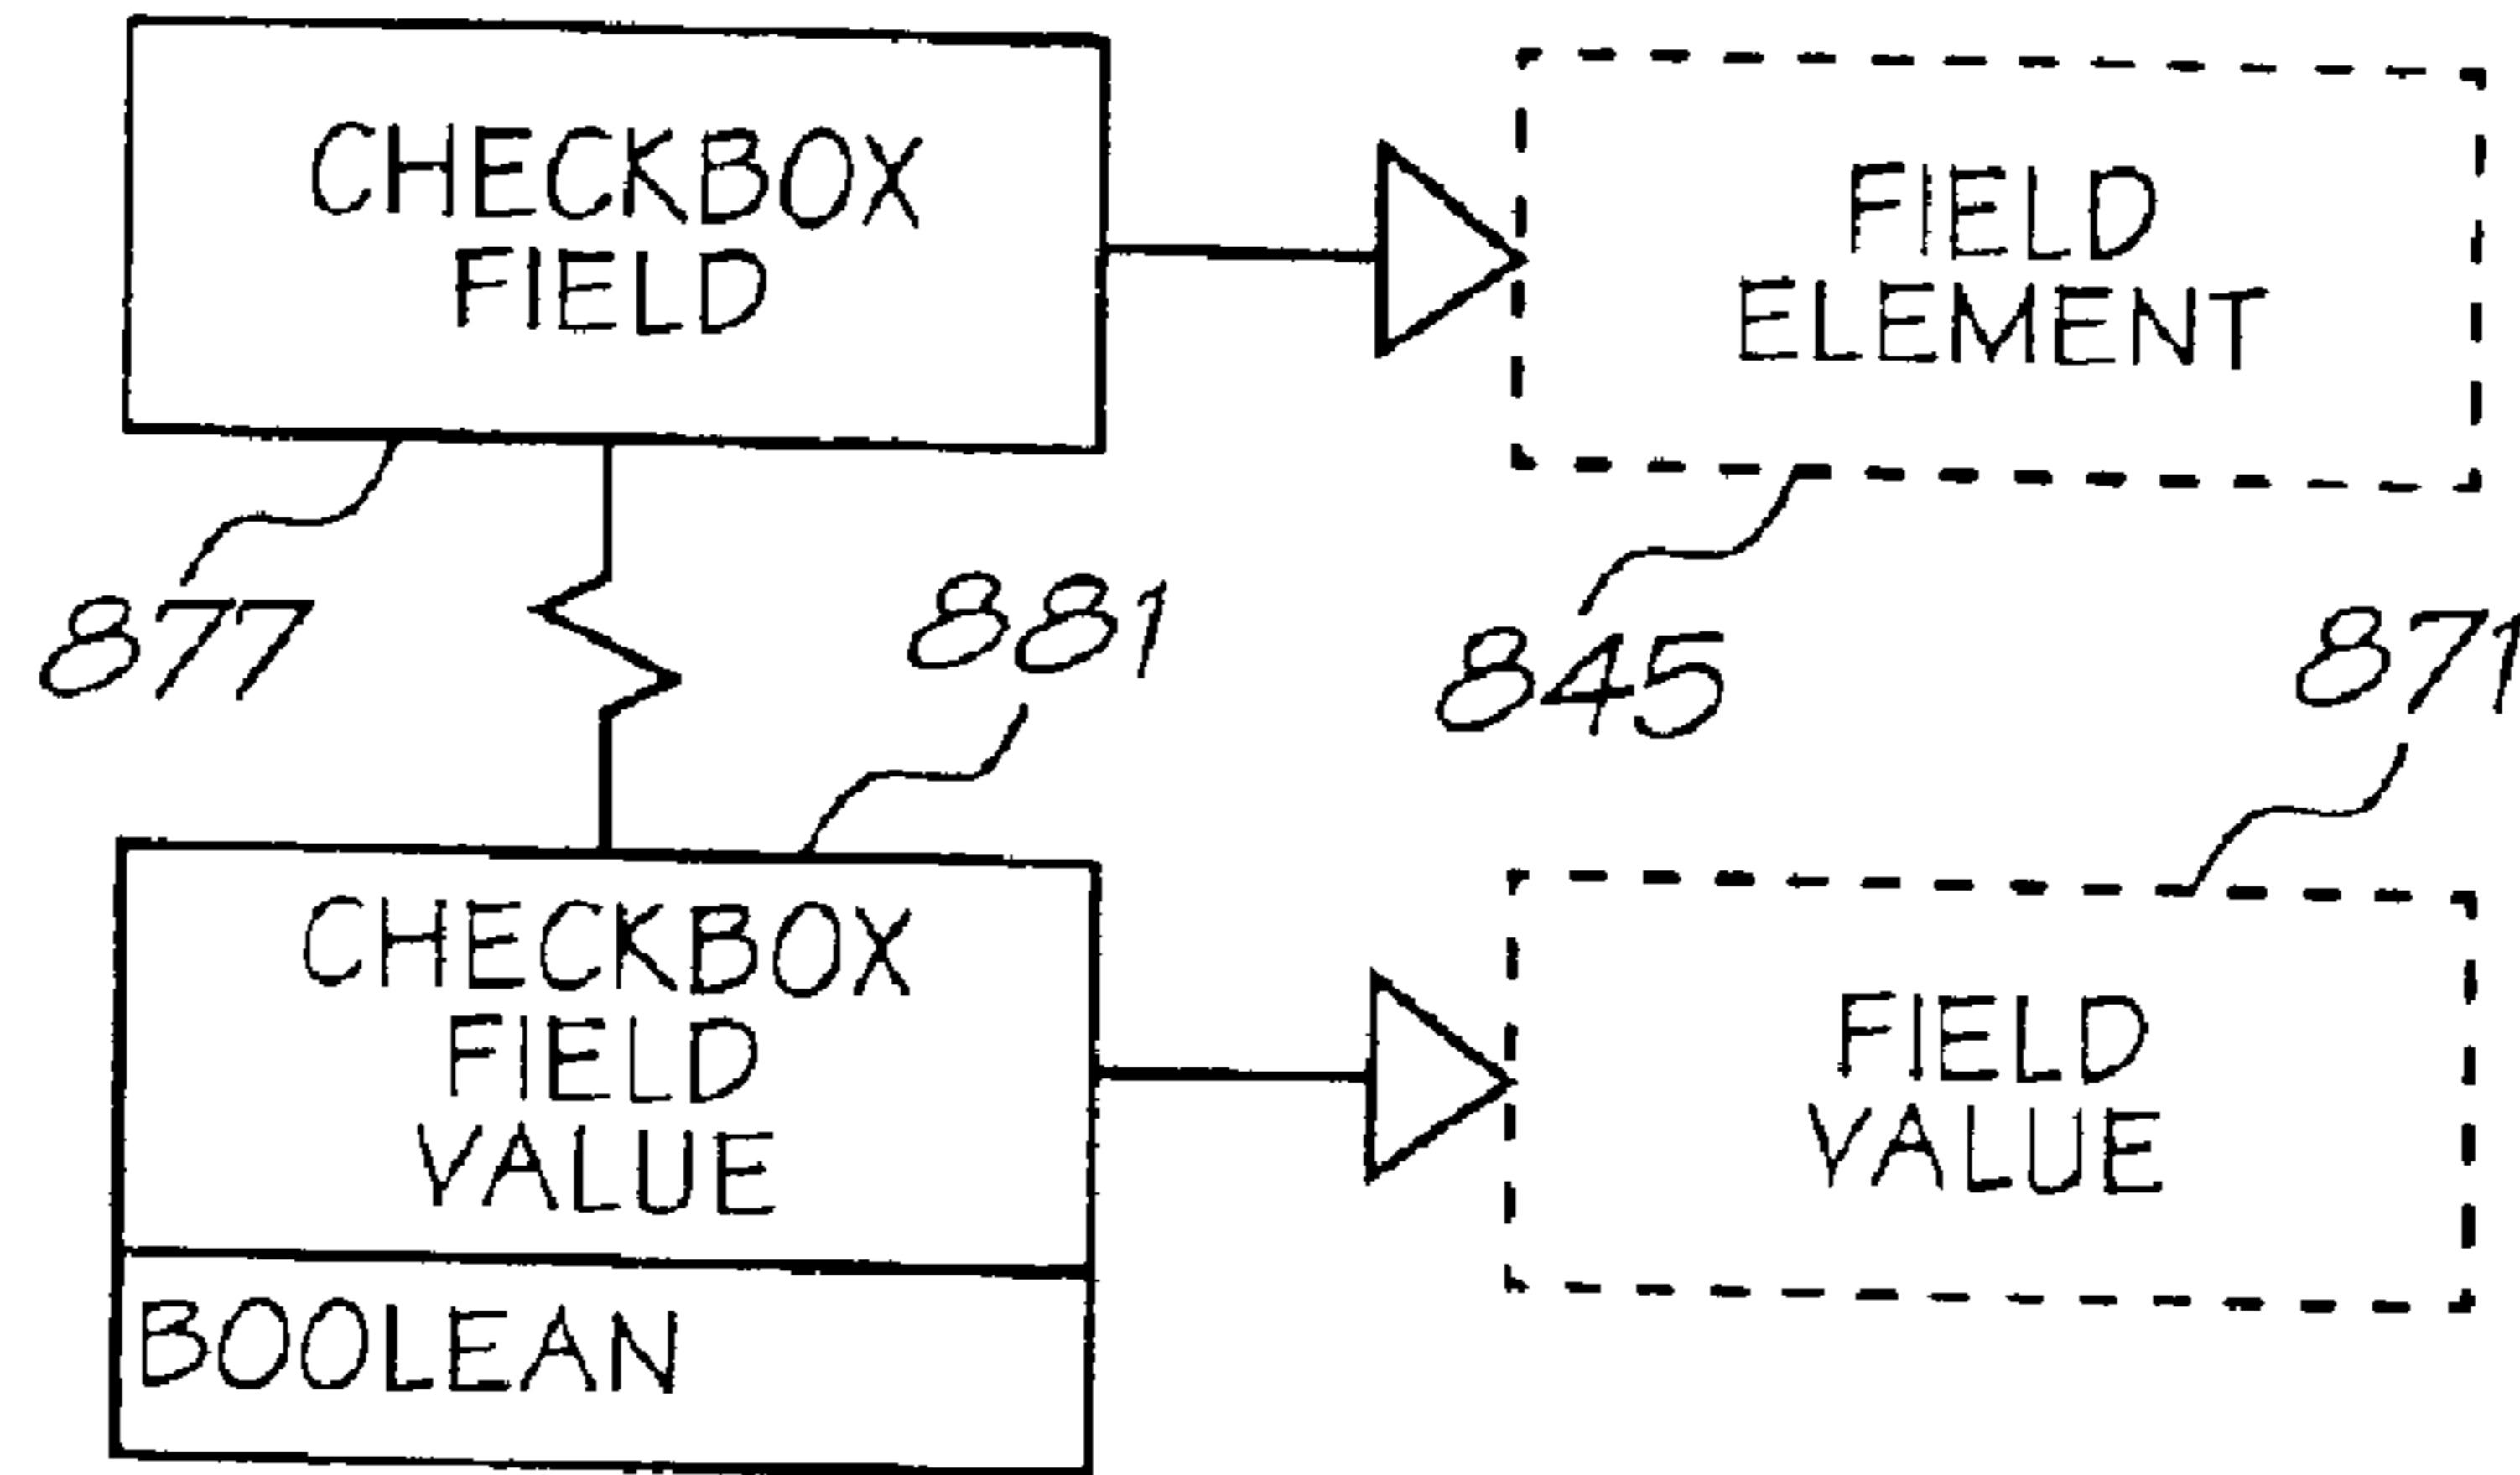 CHECKBOX
FIELD
FIELD
ELEMENT
877
881
845
871
CHECKBOX
FIELD
VALUE
FIELD
VALUE
BOOLEAN